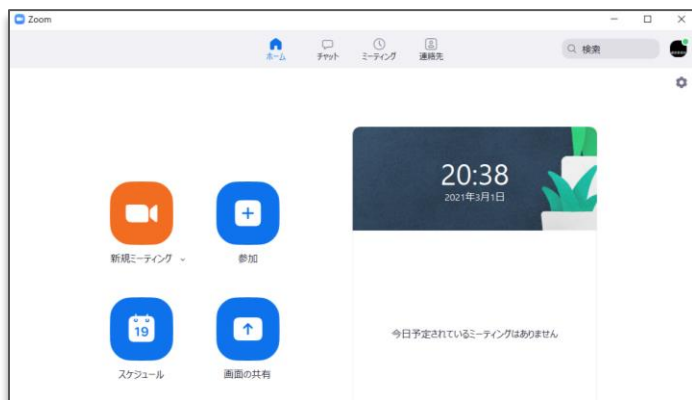 Zoom
ホーム
チャット
ミーティング
連絡先
検索
20:38
2021年3月1日
新規ミーティング
参加
19
スケジュール
画面の共有
今日予定されているミーティングはありません